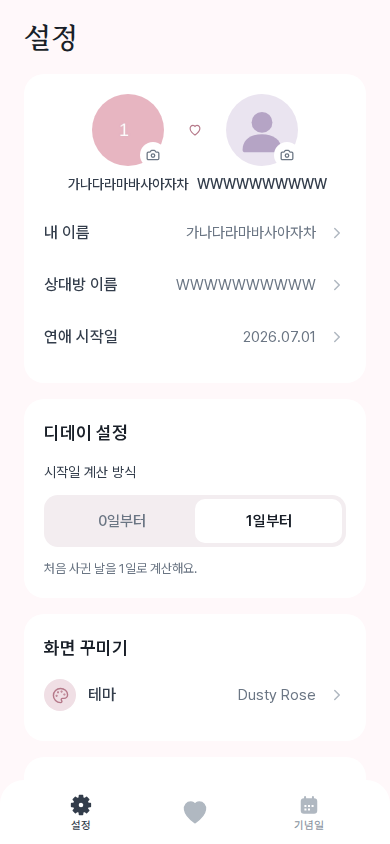 설정
1
가나다라마바사아자차 WWWWWWWWWW
내 이름 가나다라마바사아자차
상대방 이름 WWWWWWWWWW
연애 시작일 2026.07.01
디데이 설정
시작일 계산 방식
0일부터 1일부터
처음 사귄 날을 1일로 계산해요.
화면 꾸미기
테마 Dusty Rose
설정 기념일